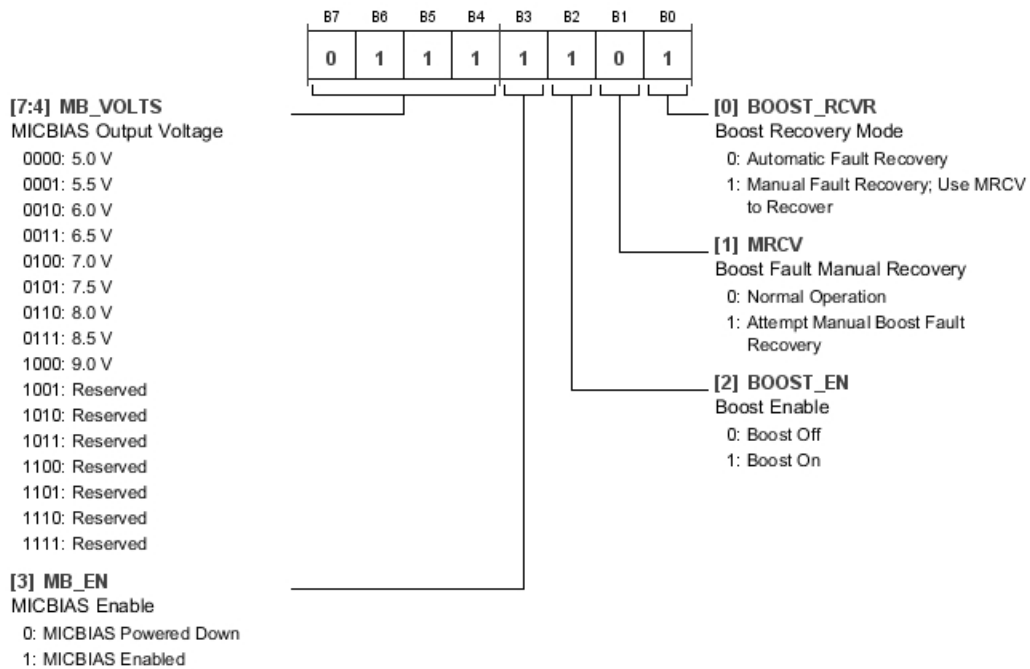 B7 B6 B5 B4 B3 B2 B1 B0
0 1 1 1 1 1 0 1
[7:4] MB_VOLTS
MICBIAS Output Voltage
0000: 5.0 V
0001: 5.5 V
0010: 6.0 V
0011: 6.5 V
0100: 7.0 V
0101: 7.5 V
0110: 8.0 V
0111: 8.5 V
1000: 9.0 V
1001: Reserved
1010: Reserved
1011: Reserved
1100: Reserved
1101: Reserved
1110: Reserved
1111: Reserved
[3] MB_EN
MICBIAS Enable
0: MICBIAS Powered Down
1: MICBIAS Enabled
[0] BOOST_RCVR
Boost Recovery Mode
0: Automatic Fault Recovery
1: Manual Fault Recovery; Use MRCV
to Recover
[1] MRCV
Boost Fault Manual Recovery
0: Normal Operation
1: Attempt Manual Boost Fault
Recovery
[2] BOOST_EN
Boost Enable
0: Boost Off
1: Boost On